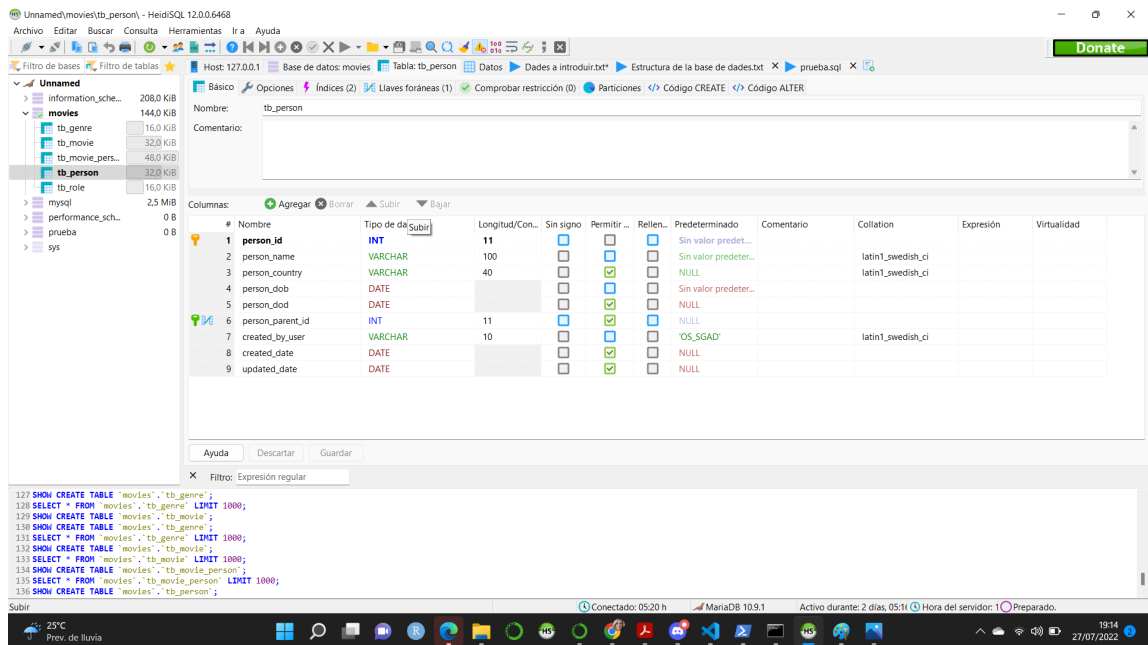 Unnamed\movies\tb_person\ - HeidiSQL 12.0.0.6468
Archivo Editar Buscar Consulta Herramientas Ir a Ayuda
Donate
Filtro de bases Filtro de tablas
Host: 127.0.0.1 Base de datos: movies Tabla: tb_person Datos Dades a introduir.txt* Estructura de la base de dades.txt prueba.sql
Unnamed
information_sche... 208,0 KiB
movies 144,0 KiB
tb_genre 16,0 KiB
tb_movie 32,0 KiB
tb_movie_pers... 48,0 KiB
tb_person 32,0 KiB
tb_role 16,0 KiB
mysql 2,5 MiB
performance_sch... 0 B
prueba 0 B
sys
Básico Opciones Índices (2) Llaves foráneas (1) Comprobar restricción (0) Particiones Código CREATE Código ALTER
Nombre: tb_person
Comentario:
Columnas: Agregar Borrar Subir Bajar
# Nombre Tipo de da Subir Longitud/Con... Sin signo Permitir ... Rellen... Predeterminado Comentario Collation Expresión Virtualidad
1 person_id INT 11 Sin valor predet...
2 person_name VARCHAR 100 Sin valor predeter... latin1_swedish_ci
3 person_country VARCHAR 40 NULL latin1_swedish_ci
4 person_dob DATE Sin valor predeter...
5 person_dod DATE NULL
6 person_parent_id INT 11 NULL
7 created_by_user VARCHAR 10 'OS_SGAD' latin1_swedish_ci
8 created_date DATE NULL
9 updated_date DATE NULL
Ayuda Descartar Guardar
Filtro: Expresión regular
127 SHOW CREATE TABLE `movies`.`tb_genre`;
128 SELECT * FROM `movies`.`tb_genre` LIMIT 1000;
129 SHOW CREATE TABLE `movies`.`tb_movie`;
130 SHOW CREATE TABLE `movies`.`tb_genre`;
131 SELECT * FROM `movies`.`tb_genre` LIMIT 1000;
132 SHOW CREATE TABLE `movies`.`tb_movie`;
133 SELECT * FROM `movies`.`tb_movie` LIMIT 1000;
134 SHOW CREATE TABLE `movies`.`tb_movie_person`;
135 SELECT * FROM `movies`.`tb_movie_person` LIMIT 1000;
136 SHOW CREATE TABLE `movies`.`tb_person`;
Subir Conectado: 05:20 h MariaDB 10.9.1 Activo durante: 2 días, 05:16 Hora del servidor: 1 Preparado.
25°C
Prev. de lluvia
19:14
27/07/2022
2